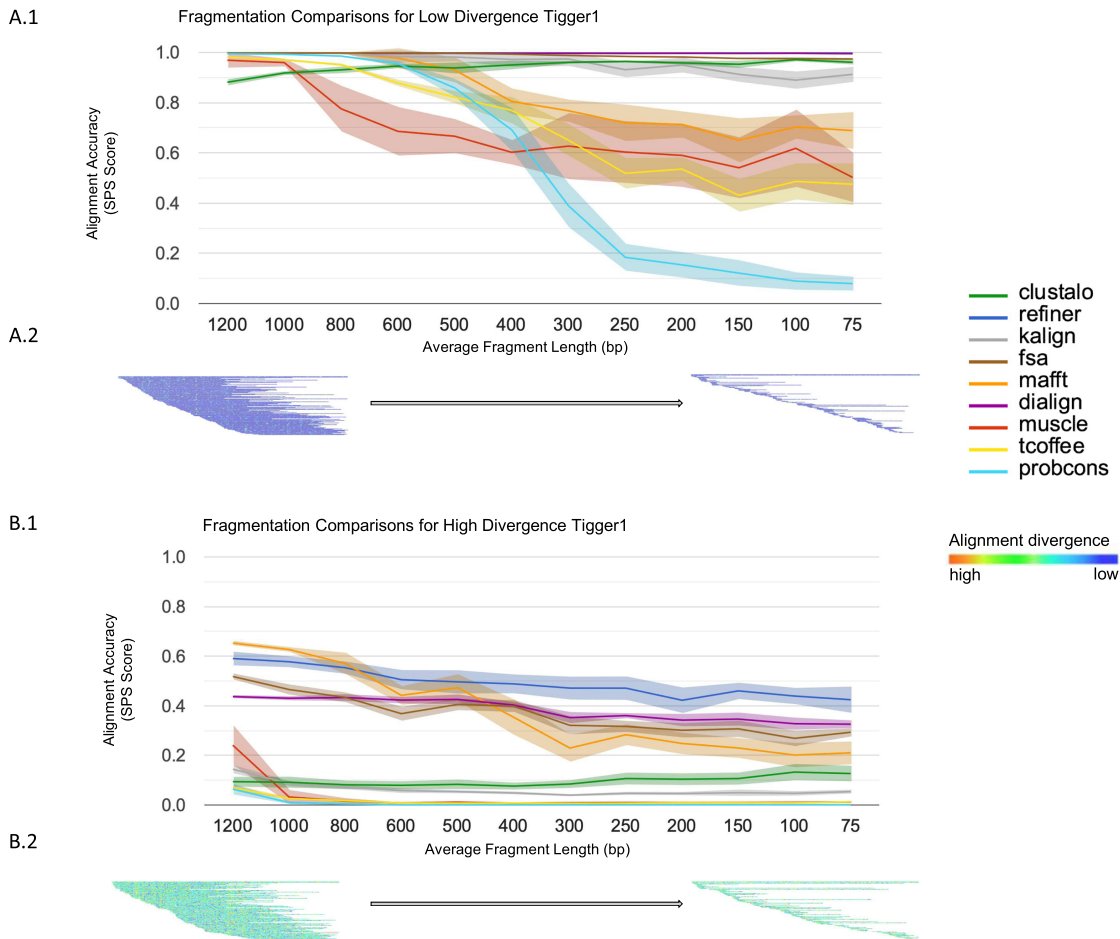 A.1
Fragmentation Comparisons for Low Divergence Tigger1
1.0
0.8
0.6
0.4
0.2
0.0
Alignment Accuracy
(SPS Score)
1200 1000 800 600 500 400 300 250 200 150 100 75
Average Fragment Length (bp)
A.2
clustalo
refiner
kalign
fsa
mafft
dialign
muscle
tcoffee
probcons
B.1
Fragmentation Comparisons for High Divergence Tigger1
Alignment divergence
high low
1.0
0.8
0.6
0.4
0.2
0.0
Alignment Accuracy
(SPS Score)
1200 1000 800 600 500 400 300 250 200 150 100 75
Average Fragment Length (bp)
B.2